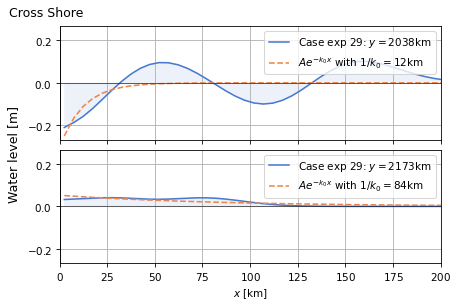 Cross Shore
Water level [m]
0.2
0.0
−0.2
Case exp 29: y = 2038km
Ae^{−k₀x} with 1/k₀ = 12km
0.2
0.0
−0.2
Case exp 29: y = 2173km
Ae^{−k₀x} with 1/k₀ = 84km
0 25 50 75 100 125 150 175 200
x [km]